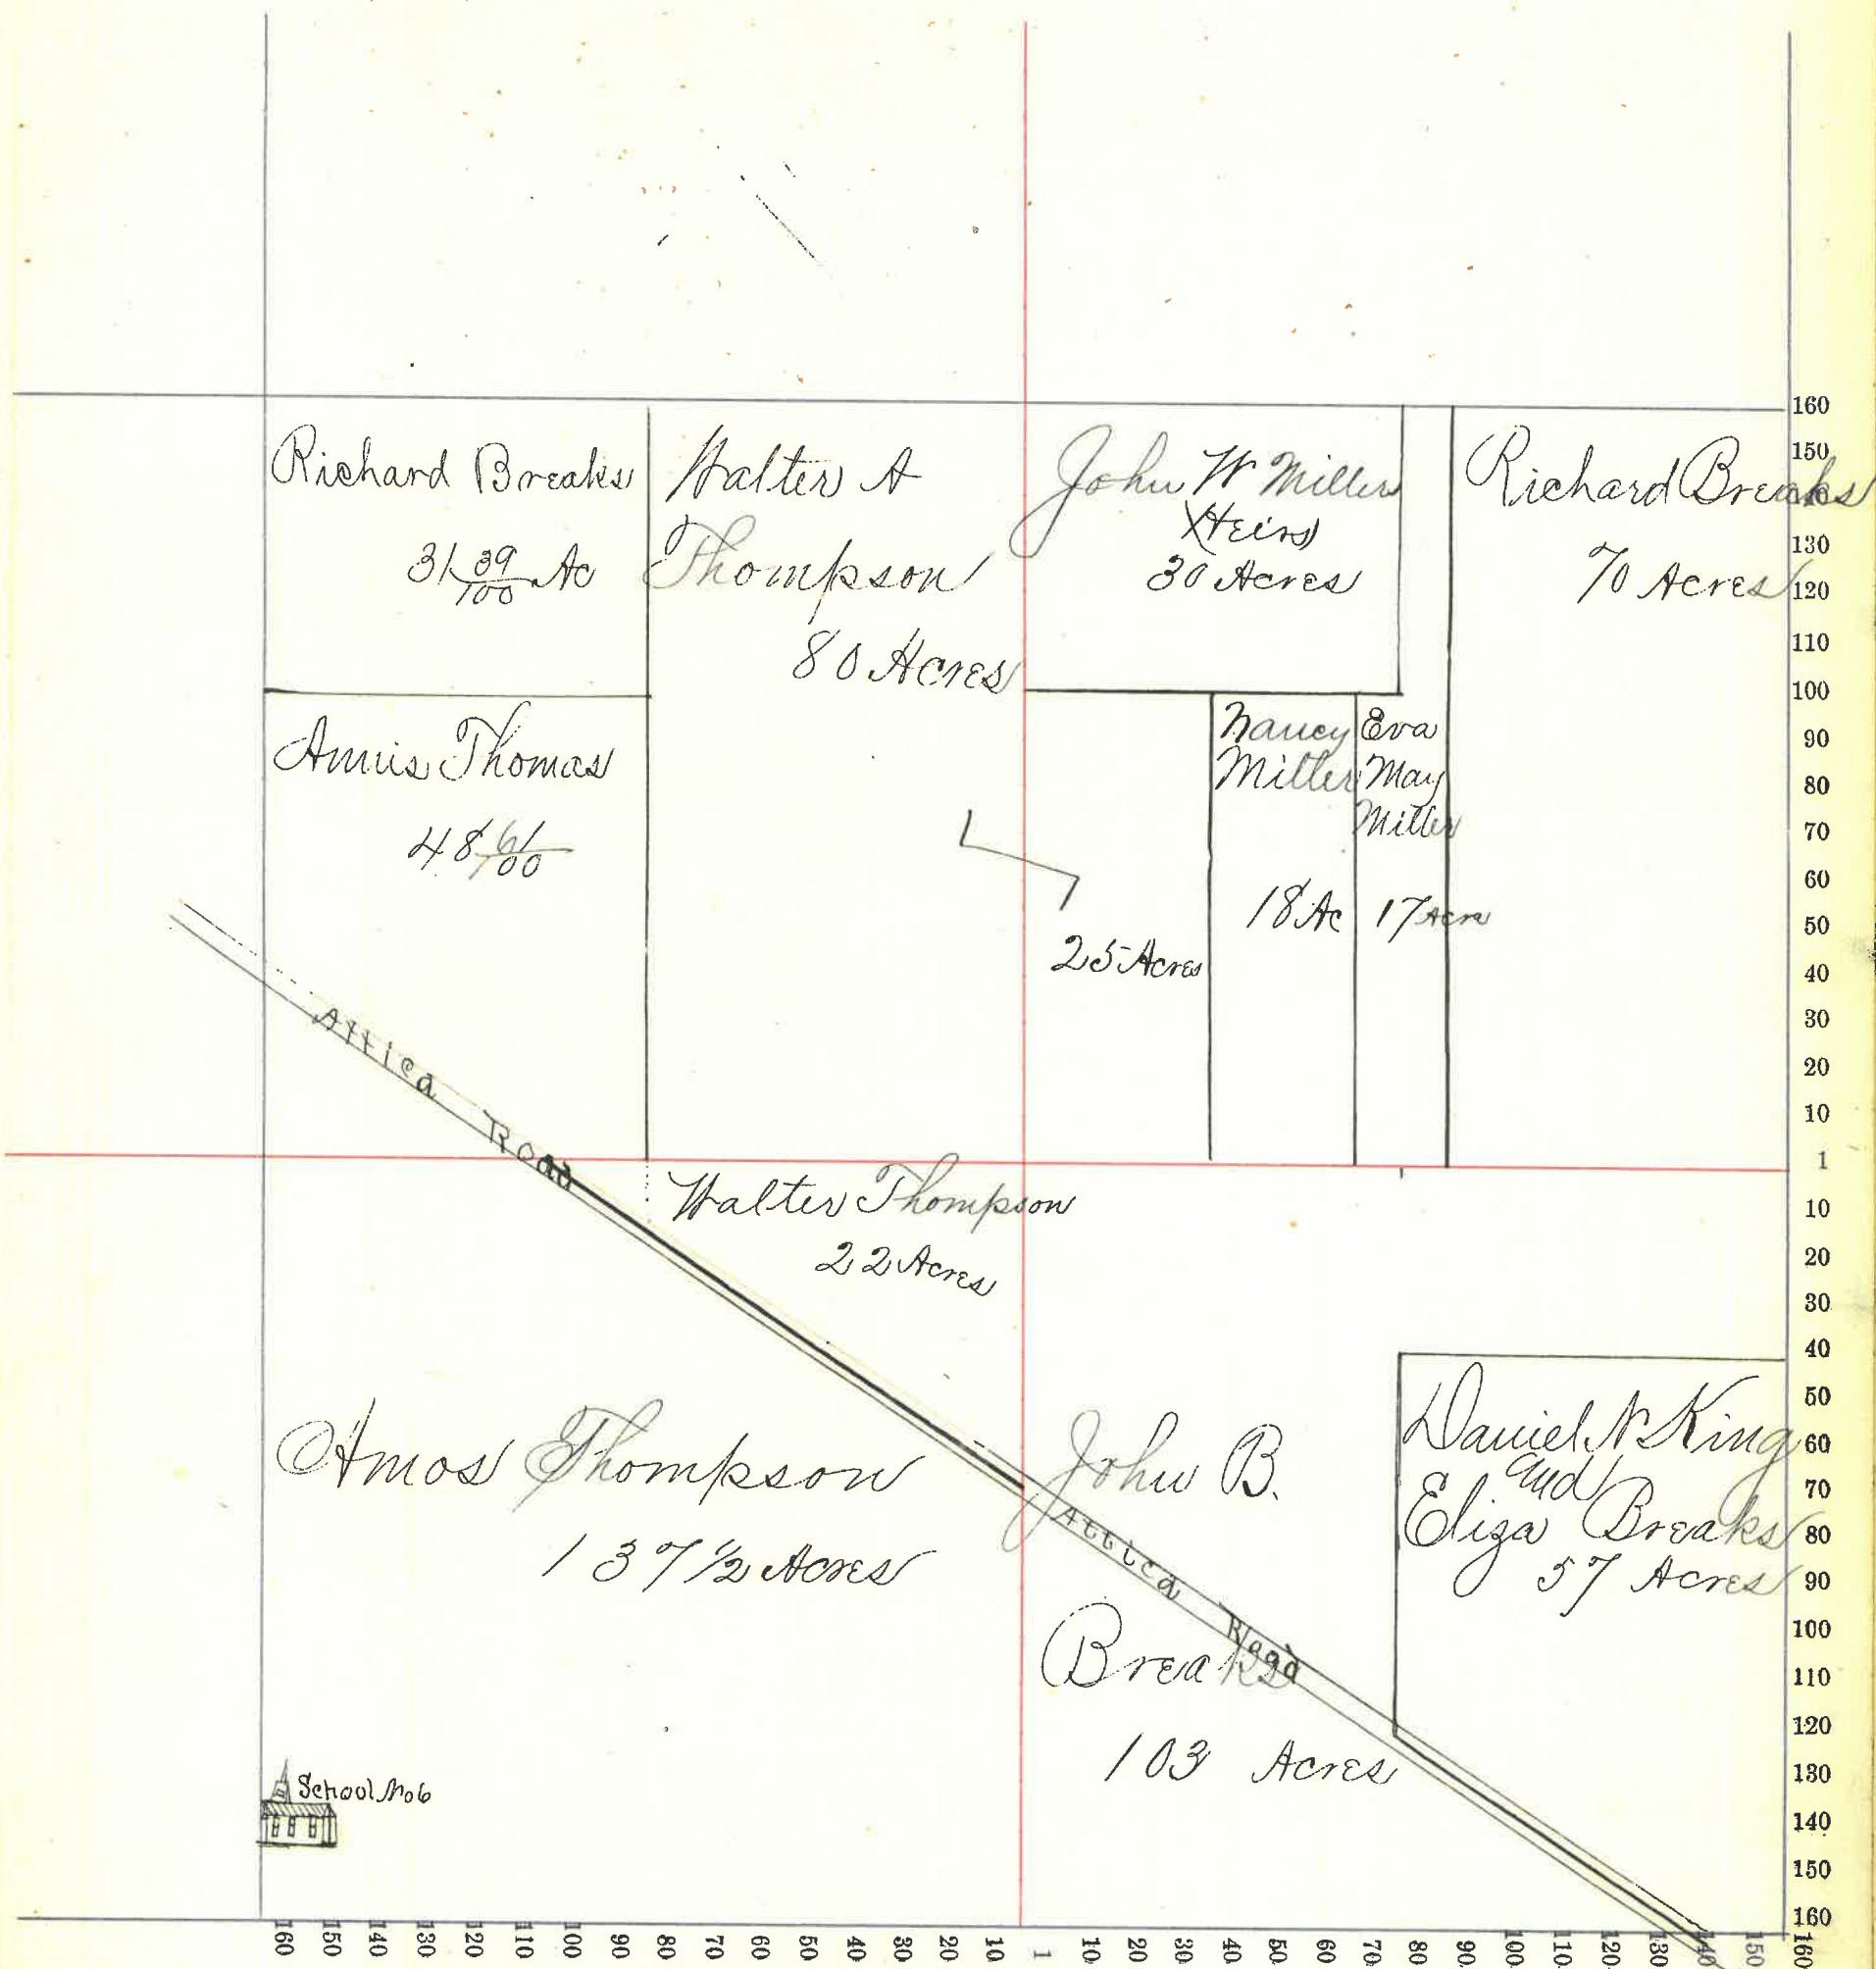 Richard Breaks
31 39/100 Ac
Walter A
Thompson
80 Acres
John W Miller
(Heirs)
30 Acres
Richard Breaks
70 Acres
Annis Thomas
48 61/100
25 Acres
Nancy
Miller
18 Ac
Eva
May
Miller
17 Acre
Attica Road
Walter Thompson
22 Acres
Amos Thompson
137 1/2 Acres
John B.
Breaks
103 Acres
Attica Road
Daniel N King
and
Eliza Breaks
57 Acres
School No 6
160
150
130
120
110
100
90
80
70
60
50
40
30
20
10
1
10
20
30
40
50
60
70
80
90
100
110
120
130
140
150
160
160 150 140 130 120 110 100 90 80 70 60 50 40 30 20 10 1 10 20 30 40 50 60 70 80 90 100 110 120 130 140 150 160